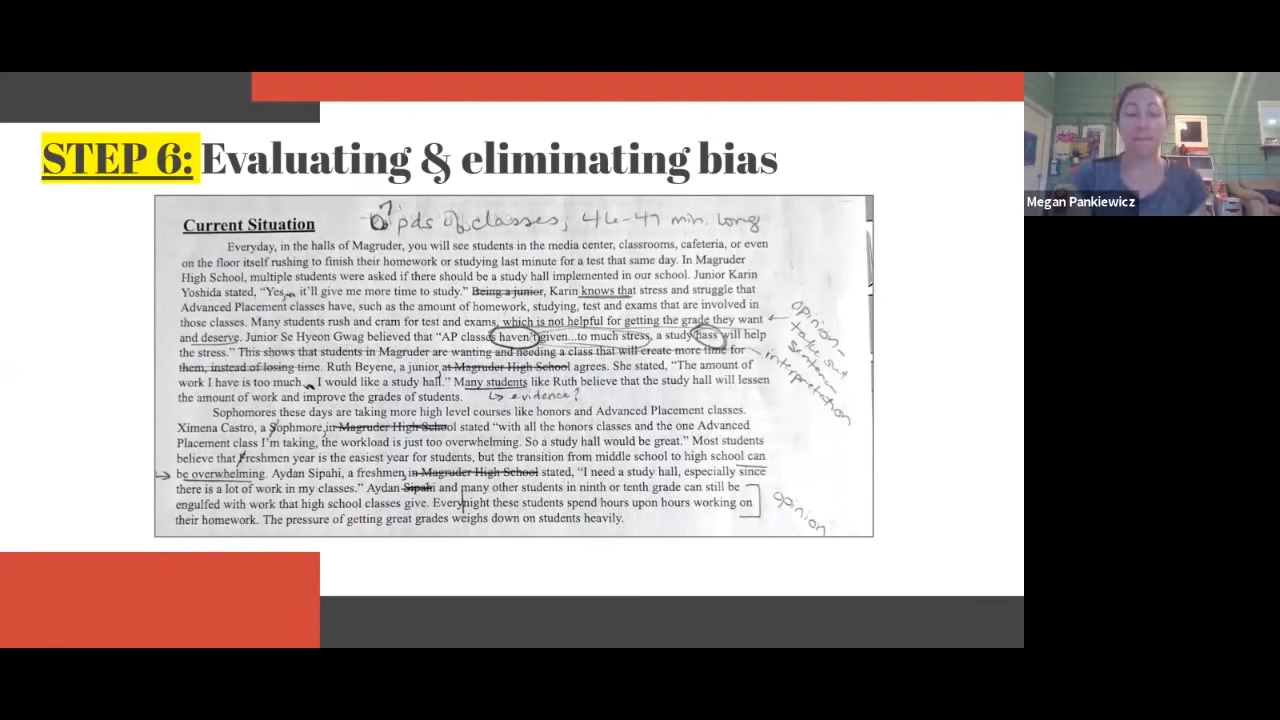 STEP 6: Evaluating & eliminating bias
Current Situation
7 pds of classes; 46-47 min. long
Everyday, in the halls of Magruder, you will see students in the media center, classrooms, cafeteria, or even
on the floor itself rushing to finish their homework or studying last minute for a test that same day. In Magruder
High School, multiple students were asked if there should be a study hall implemented in our school. Junior Karin
Yoshida stated, “Yes, it’ll give me more time to study.” Being a junior, Karin knows that stress and struggle that
Advanced Placement classes have, such as the amount of homework, studying, test and exams that are involved in
those classes. Many students rush and cram for test and exams, which is not helpful for getting the grade they want
and deserve. Junior Se Hyeon Gwag believed that “AP classes haven’t given...to much stress, a study hass will help
the stress.” This shows that students in Magruder are wanting and needing a class that will create more time for
them, instead of losing time. Ruth Beyene, a junior at Magruder High School agrees. She stated, “The amount of
work I have is too much. I would like a study hall.” Many students like Ruth believe that the study hall will lessen
the amount of work and improve the grades of students.
↳ evidence?
Sophomores these days are taking more high level courses like honors and Advanced Placement classes.
Ximena Castro, a Sophmore, in Magruder High School stated “with all the honors classes and the one Advanced
Placement class I’m taking, the workload is just too overwhelming. So a study hall would be great.” Most students
believe that freshmen year is the easiest year for students, but the transition from middle school to high school can
be overwhelming. Aydan Sipahi, a freshmen, in Magruder High School stated, “I need a study hall, especially since
there is a lot of work in my classes.” Aydan Sipahi and many other students in ninth or tenth grade can still be
engulfed with work that high school classes give. Everynight these students spend hours upon hours working on
their homework. The pressure of getting great grades weighs down on students heavily.
opinion-
take out
sentence
interpretation
opinion
Megan Pankiewicz